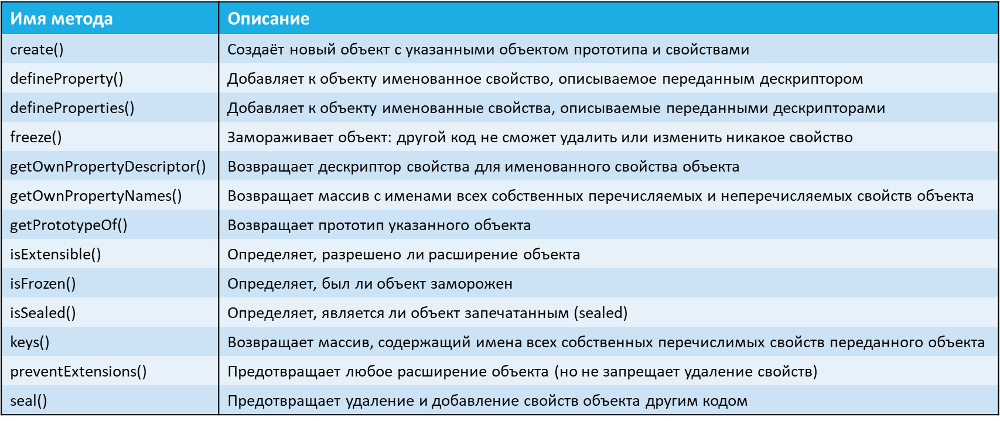 Имя метода Описание
create() Создаёт новый объект с указанными объектом прототипа и свойствами
defineProperty() Добавляет к объекту именованное свойство, описываемое переданным дескриптором
defineProperties() Добавляет к объекту именованные свойства, описываемые переданными дескрипторами
freeze() Замораживает объект: другой код не сможет удалить или изменить никакое свойство
getOwnPropertyDescriptor() Возвращает дескриптор свойства для именованного свойства объекта
getOwnPropertyNames() Возвращает массив с именами всех собственных перечисляемых и неперечисляемых свойств объекта
getPrototypeOf() Возвращает прототип указанного объекта
isExtensible() Определяет, разрешено ли расширение объекта
isFrozen() Определяет, был ли объект заморожен
isSealed() Определяет, является ли объект запечатанным (sealed)
keys() Возвращает массив, содержащий имена всех собственных перечислимых свойств переданного объекта
preventExtensions() Предотвращает любое расширение объекта (но не запрещает удаление свойств)
seal() Предотвращает удаление и добавление свойств объекта другим кодом